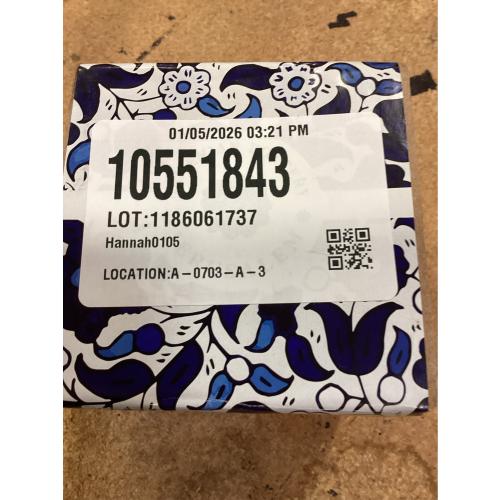 01/05/2026 03:21 PM
10551843
LOT:1186061737
Hannah0105
LOCATION:A-0703-A-3